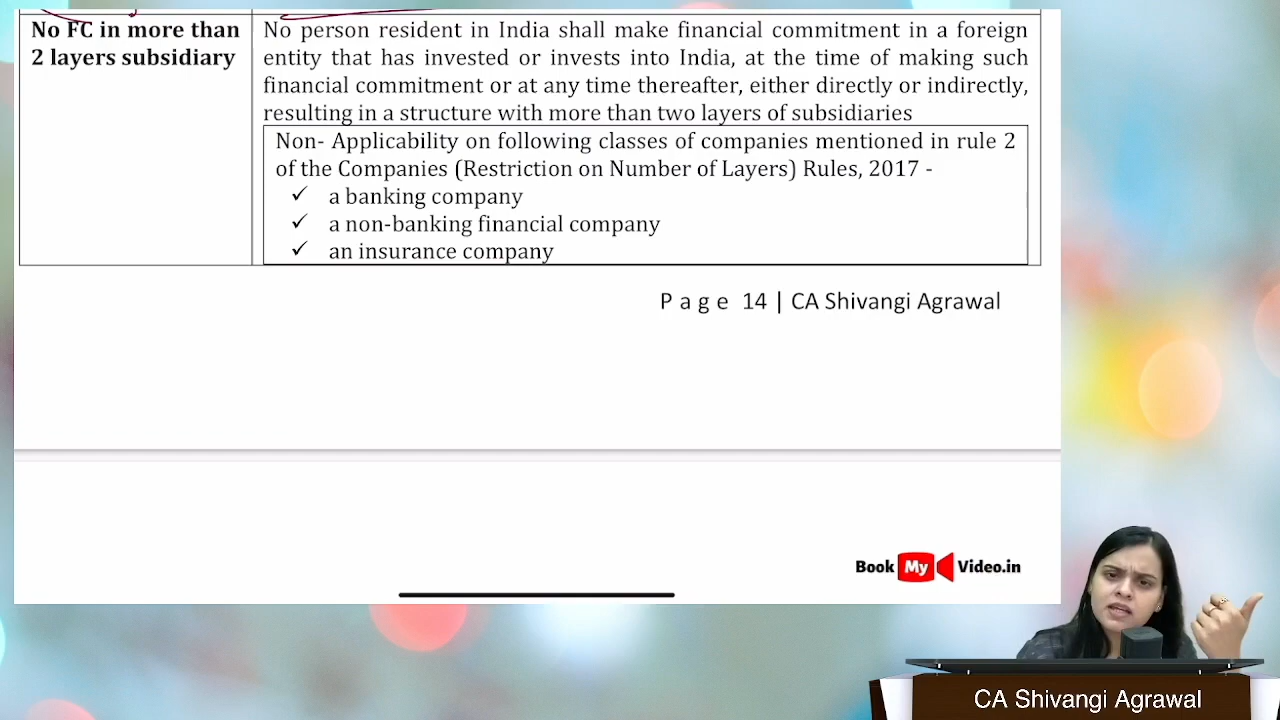 No FC in more than
2 layers subsidiary
No person resident in India shall make financial commitment in a foreign
entity that has invested or invests into India, at the time of making such
financial commitment or at any time thereafter, either directly or indirectly,
resulting in a structure with more than two layers of subsidiaries
Non- Applicability on following classes of companies mentioned in rule 2
of the Companies (Restriction on Number of Layers) Rules, 2017 -
✓ a banking company
✓ a non-banking financial company
✓ an insurance company
Page 14 | CA Shivangi Agrawal
Book My Video.in
CA Shivangi Agrawal